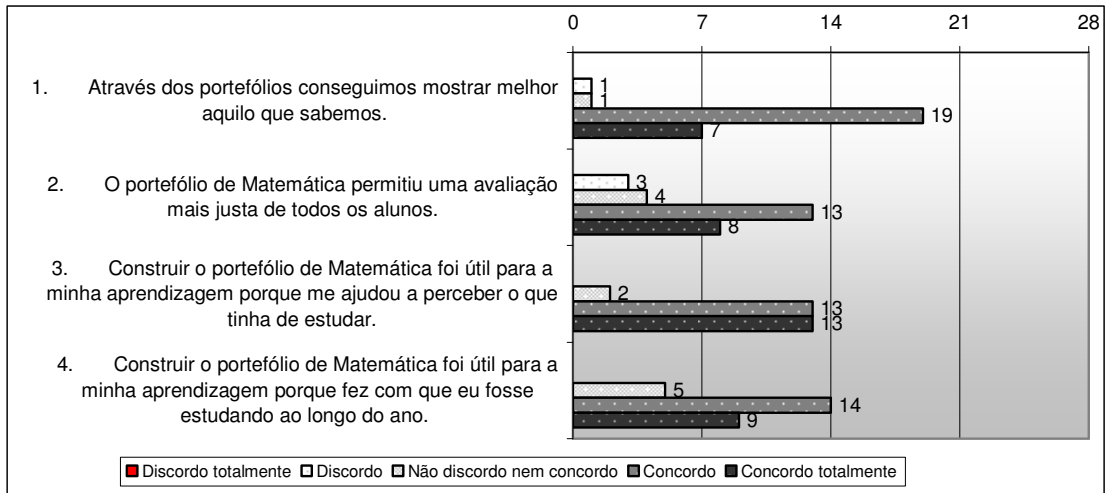 0 7 14 21 28
1. Através dos portefólios conseguimos mostrar melhor
aquilo que sabemos.
1
1
19
7
2. O portefólio de Matemática permitiu uma avaliação
mais justa de todos os alunos.
3
4
13
8
3. Construir o portefólio de Matemática foi útil para a
minha aprendizagem porque me ajudou a perceber o que
tinha de estudar.
2
13
13
4. Construir o portefólio de Matemática foi útil para a
minha aprendizagem porque fez com que eu fosse
estudando ao longo do ano.
5
14
9
Discordo totalmente Discordo Não discordo nem concordo Concordo Concordo totalmente